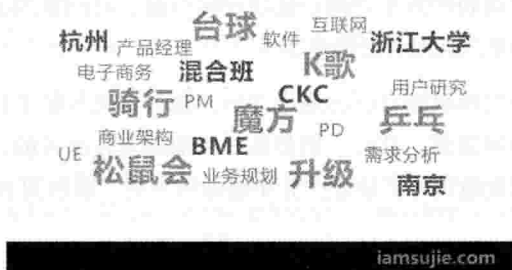 台球 互联网
杭州 产品经理 软件 浙江大学
电子商务 混合班 K歌
骑行 PM CKC 用户研究
魔方 PD 乒乓
商业架构 BME
UE 松鼠会 业务规划 升级 需求分析
南京
iamsujie.com